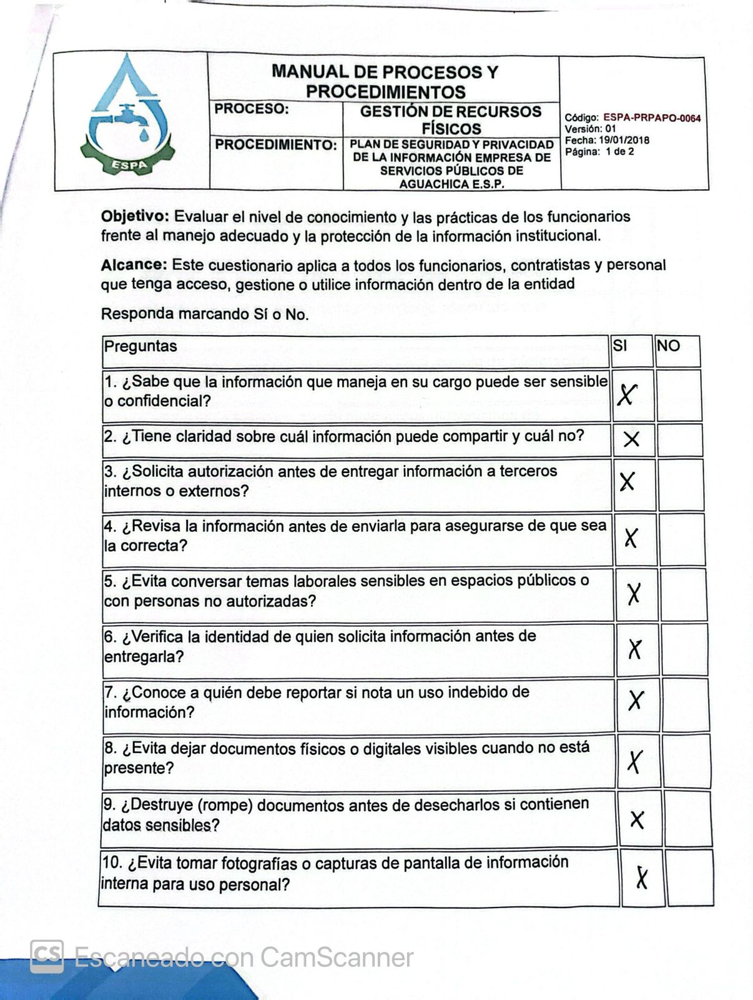 MANUAL DE PROCESOS Y
PROCEDIMIENTOS
PROCESO:
GESTIÓN DE RECURSOS
FÍSICOS
PROCEDIMIENTO:
PLAN DE SEGURIDAD Y PRIVACIDAD
DE LA INFORMACIÓN EMPRESA DE
SERVICIOS PÚBLICOS DE
AGUACHICA E.S.P.
Código: ESPA-PRPAPO-0064
Versión: 01
Fecha: 19/01/2018
Página: 1 de 2
ESPA
Objetivo: Evaluar el nivel de conocimiento y las prácticas de los funcionarios
frente al manejo adecuado y la protección de la información institucional.
Alcance: Este cuestionario aplica a todos los funcionarios, contratistas y personal
que tenga acceso, gestione o utilice información dentro de la entidad
Responda marcando Sí o No.
Preguntas SI NO
1. ¿Sabe que la información que maneja en su cargo puede ser sensible
o confidencial? X
2. ¿Tiene claridad sobre cuál información puede compartir y cuál no? X
3. ¿Solicita autorización antes de entregar información a terceros
internos o externos? X
4. ¿Revisa la información antes de enviarla para asegurarse de que sea
la correcta? X
5. ¿Evita conversar temas laborales sensibles en espacios públicos o
con personas no autorizadas? X
6. ¿Verifica la identidad de quien solicita información antes de
entregarla? X
7. ¿Conoce a quién debe reportar si nota un uso indebido de
información? X
8. ¿Evita dejar documentos físicos o digitales visibles cuando no está
presente? X
9. ¿Destruye (rompe) documentos antes de desecharlos si contienen
datos sensibles? X
10. ¿Evita tomar fotografías o capturas de pantalla de información
interna para uso personal? X
CS Escaneado con CamScanner